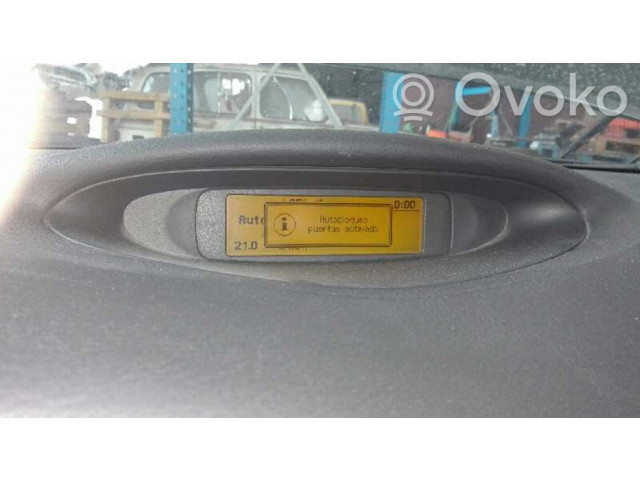 Ovoko
0:00
Auto
Autobloqueo
puertas activado
21.0